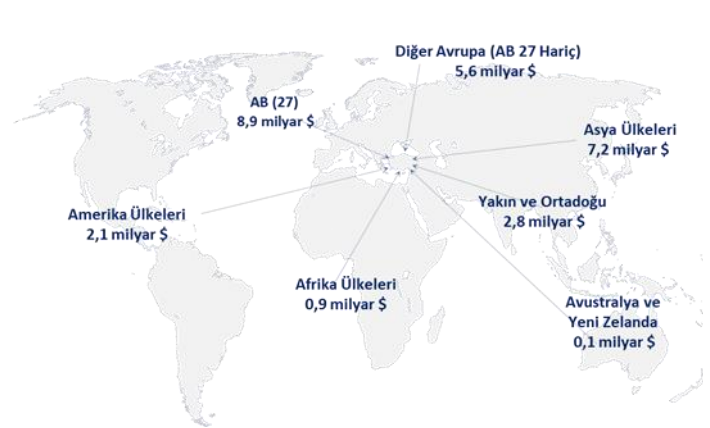 Diğer Avrupa (AB 27 Hariç)
5,6 milyar $
AB (27)
8,9 milyar $
Asya Ülkeleri
7,2 milyar $
Yakın ve Ortadoğu
2,8 milyar $
Amerika Ülkeleri
2,1 milyar $
Afrika Ülkeleri
0,9 milyar $
Avustralya ve
Yeni Zelanda
0,1 milyar $